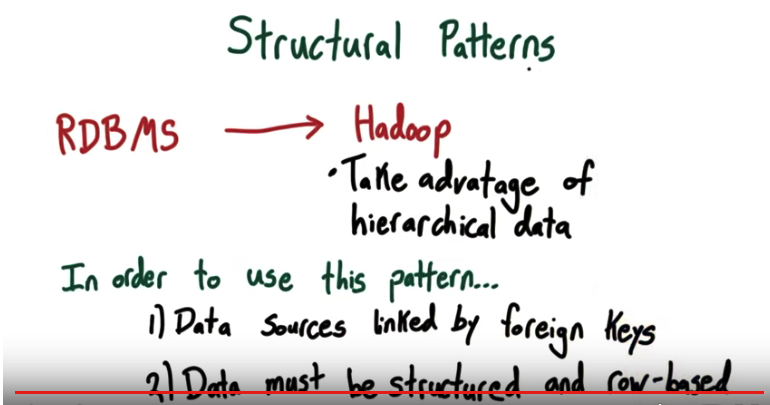 Structural Patterns
RDBMS → Hadoop
• Take advatage of
hierarchical data
In order to use this pattern...
1) Data Sources linked by foreign Keys
2) Data must be structured and row-based